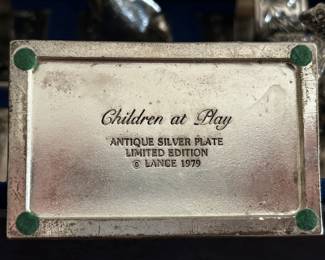 Children at Play
ANTIQUE SILVER PLATE
LIMITED EDITION
© LANCE 1979